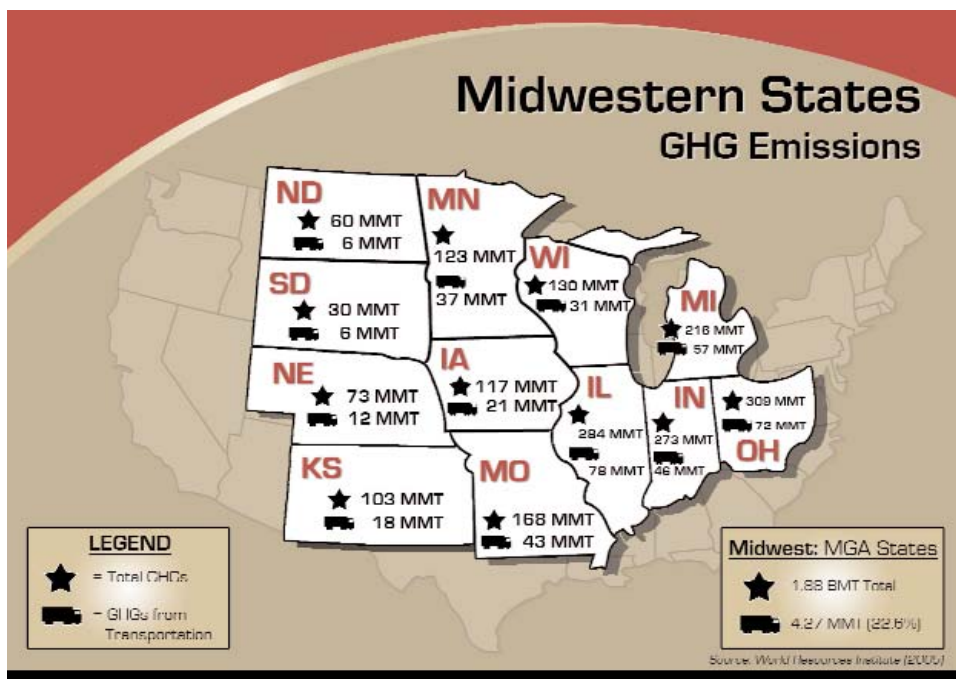 Midwestern States
GHG Emissions
ND
60 MMT
6 MMT
MN
123 MMT
37 MMT
WI
130 MMT
31 MMT
MI
216 MMT
57 MMT
SD
30 MMT
6 MMT
NE
73 MMT
12 MMT
IA
117 MMT
21 MMT
IL
284 MMT
78 MMT
IN
273 MMT
46 MMT
309 MMT
72 MMT
OH
KS
103 MMT
18 MMT
MO
168 MMT
43 MMT
LEGEND
= Total GHGs
= GHGs from
Transportation
Midwest: MGA States
1.88 BMT Total
4.27 MMT (22.6%)
Source: World Resources Institute (2005)